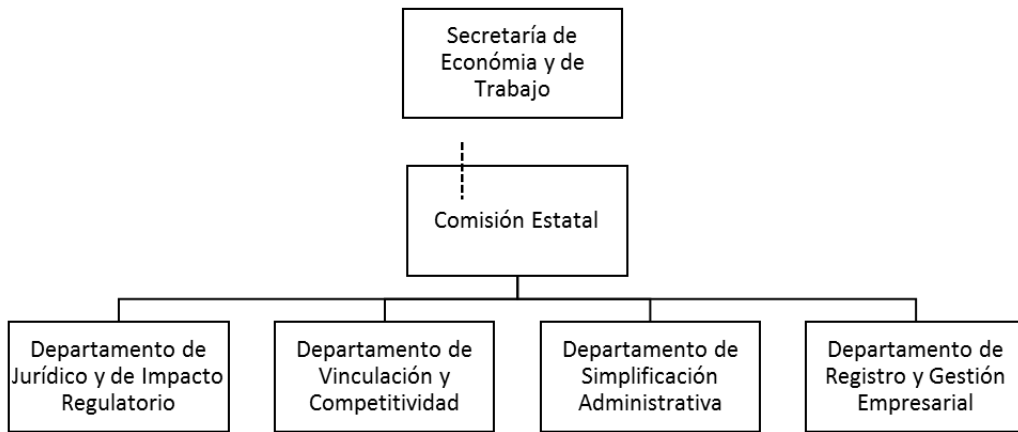 Secretaría de
Económia y de
Trabajo
Comisión Estatal
Departamento de
Jurídico y de Impacto
Regulatorio
Departamento de
Vinculación y
Competitividad
Departamento de
Simplificación
Administrativa
Departamento de
Registro y Gestión
Empresarial